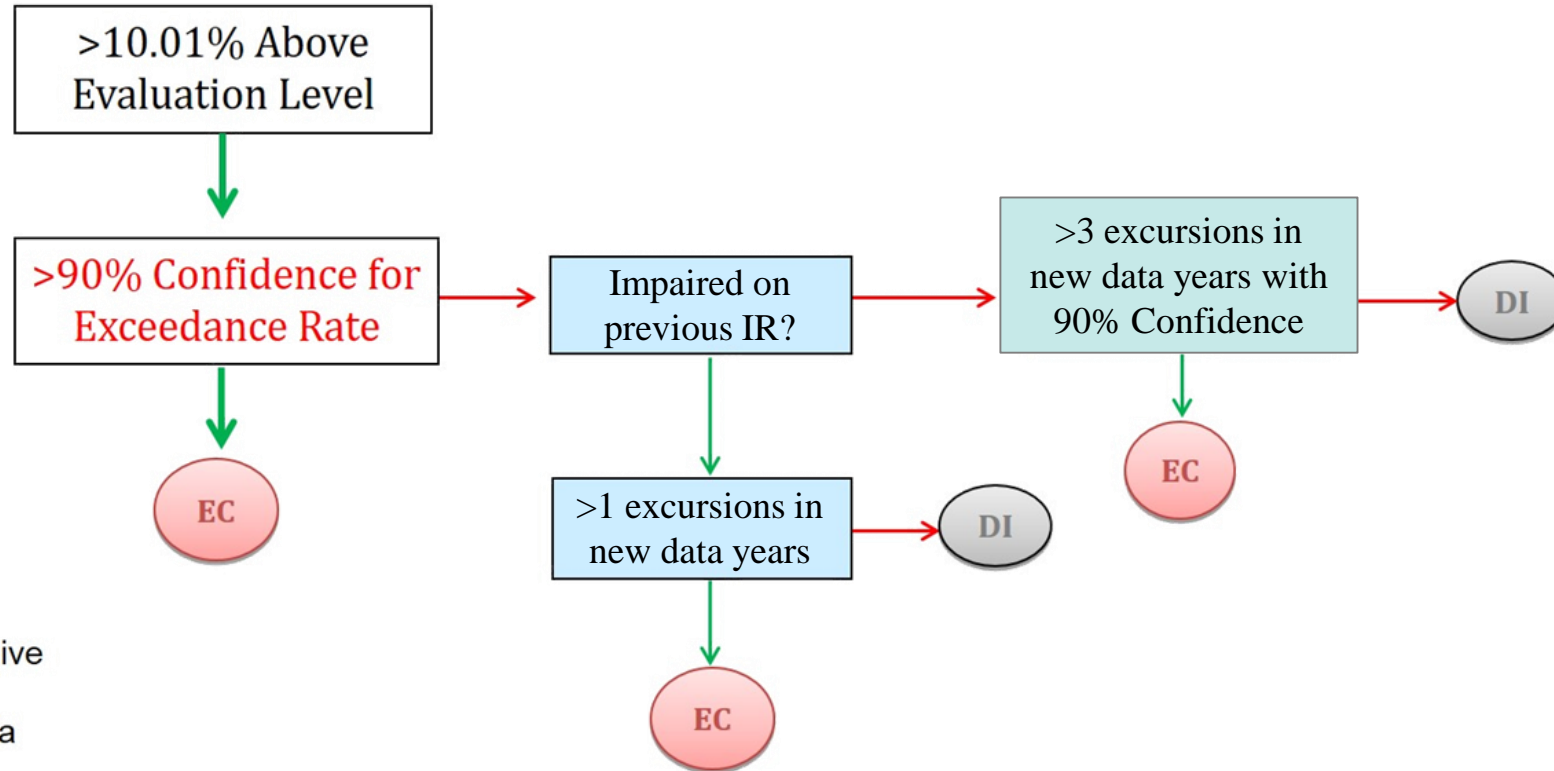 >10.01% Above
Evaluation Level
>90% Confidence for
Exceedance Rate
Impaired on
previous IR?
>3 excursions in
new data years with
90% Confidence
DI
EC
EC
>1 excursions in
new data years
DI
EC
ive
a